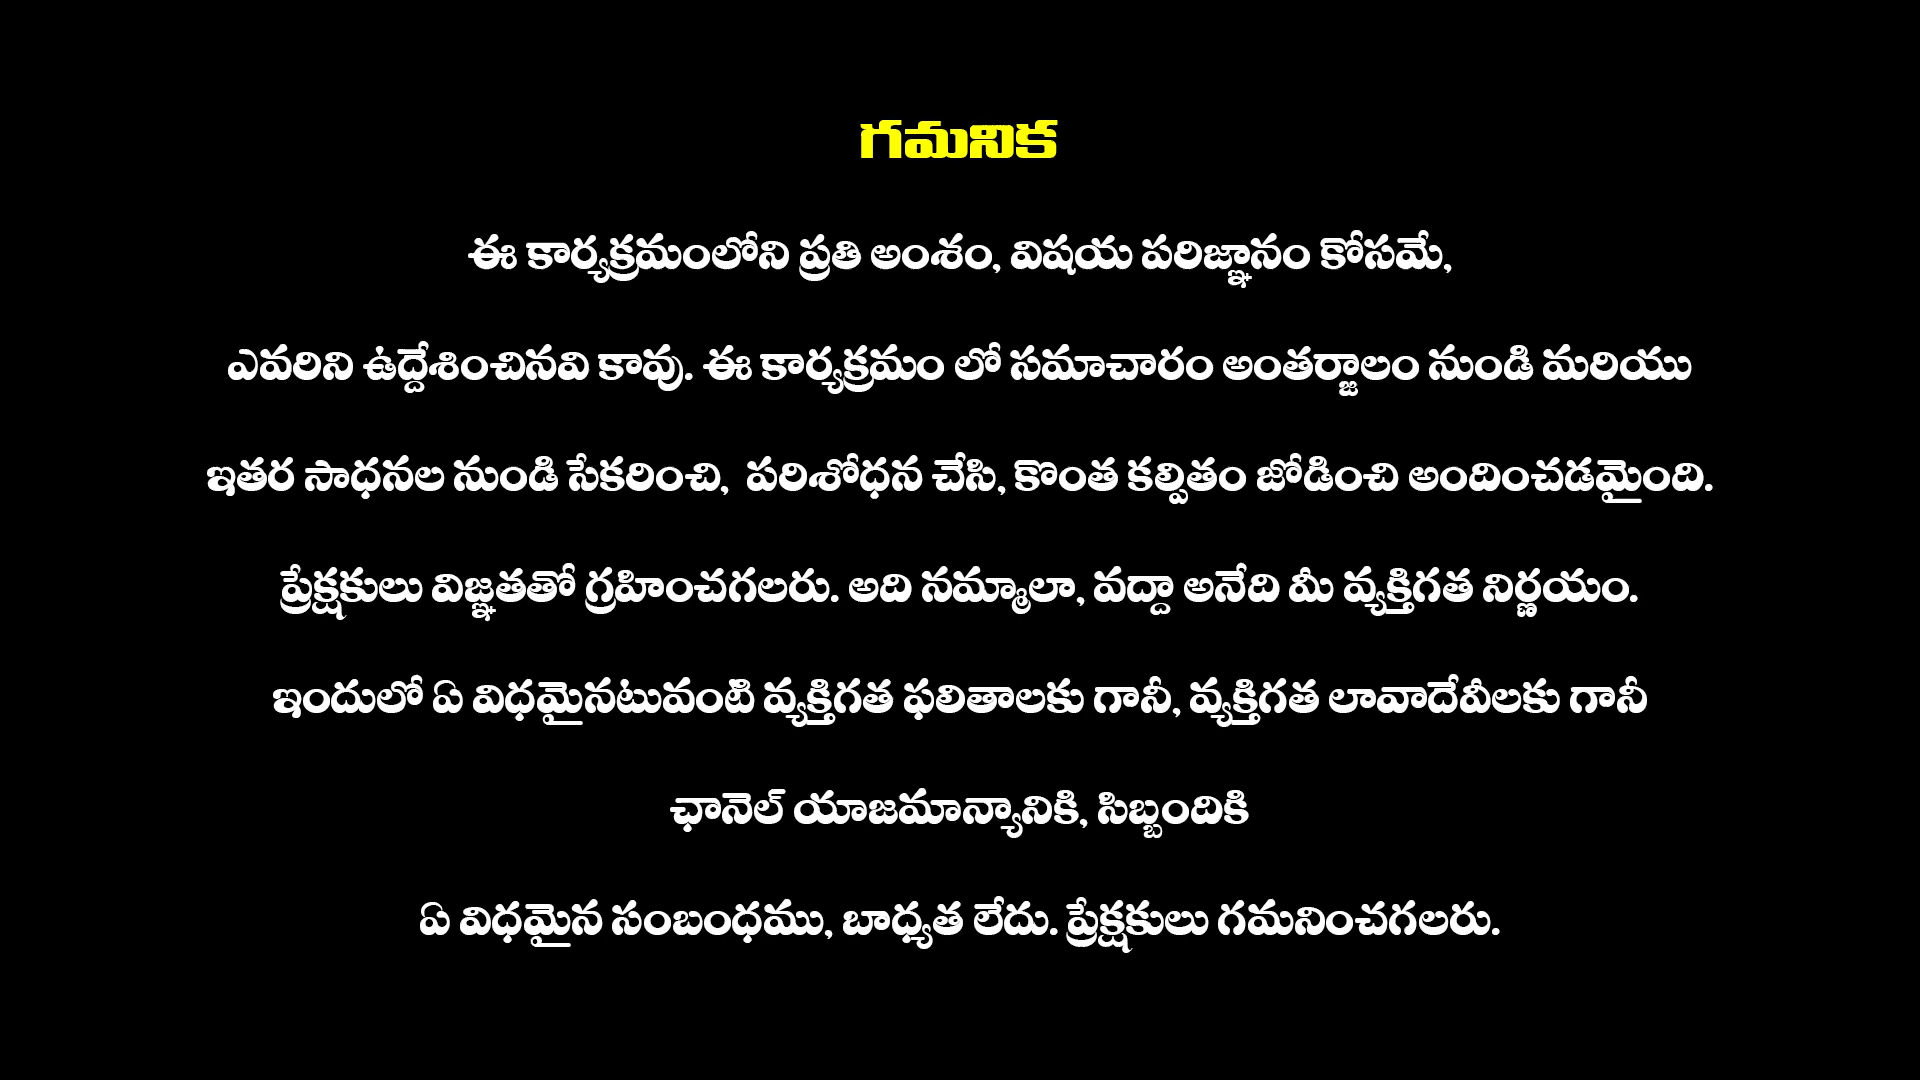 గమనిక
ఈ కార్యక్రమంలోని ప్రతి అంశం, విషయ పరిజ్ఞానం కోసమే,
ఎవరిని ఉద్దేశించినవి కావు. ఈ కార్యక్రమం లో సమాచారం అంతర్జాలం నుండి మరియు
ఇతర సాధనల నుండి సేకరించి, పరిశోధన చేసి, కొంత కల్పితం జోడించి అందించడమైంది.
ప్రేక్షకులు విజ్ఞతతో గ్రహించగలరు. అది నమ్మాలా, వద్దా అనేది మీ వ్యక్తిగత నిర్ణయం.
ఇందులో ఏ విధమైనటువంటి వ్యక్తిగత ఫలితాలకు గానీ, వ్యక్తిగత లావాదేవీలకు గానీ
ఛానెల్ యాజమాన్యానికి, సిబ్బందికి
ఏ విధమైన సంబంధము, బాధ్యత లేదు. ప్రేక్షకులు గమనించగలరు.